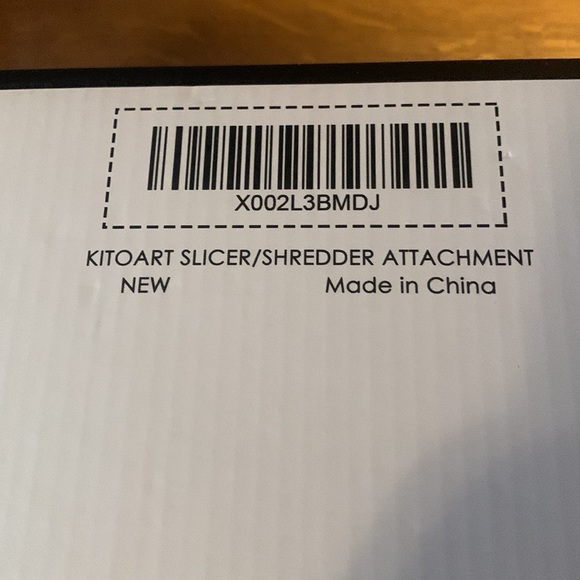 X002L3BMDJ
KITOART SLICER/SHREDDER ATTACHMENT
NEW Made in China